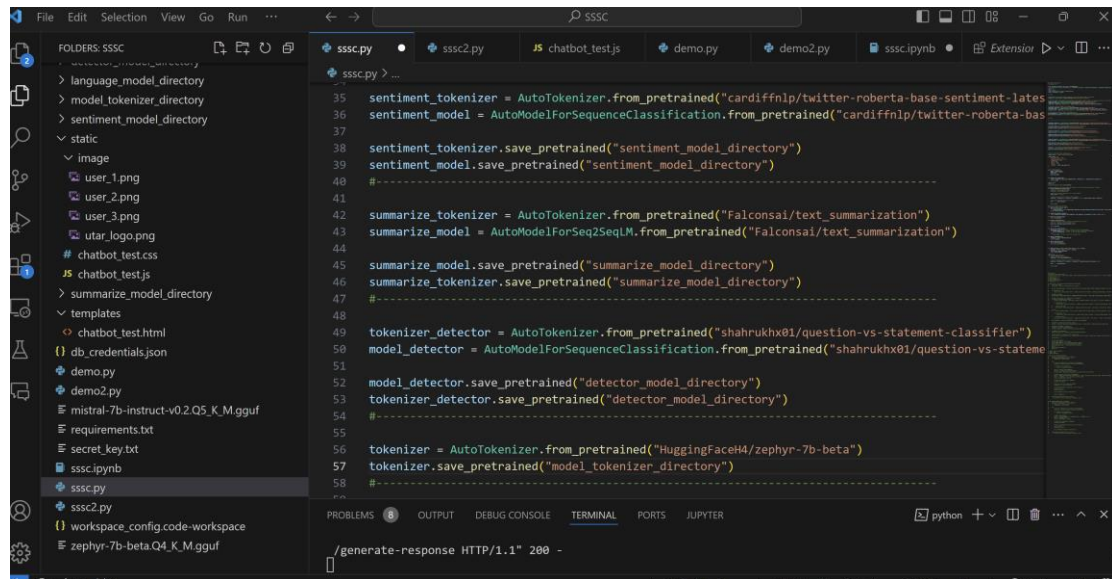 File Edit Selection View Go Run ... sssc
FOLDERS: SSSC
2
> language_model_directory
> model_tokenizer_directory
> sentiment_model_directory
static
image
user_1.png
user_2.png
user_3.png
utar_logo.png
# chatbot_test.css
JS chatbot_test.js
> summarize_model_directory
templates
<> chatbot_test.html
{} db_credentials.json
demo.py
demo2.py
mistral-7b-instruct-v0.2.Q5_K_M.gguf
requirements.txt
secret_key.txt
sssc.ipynb
sssc.py
sssc2.py
{} workspace_config.code-workspace
zephyr-7b-beta.Q4_K_M.gguf
1
sssc.py sssc2.py JS chatbot_test.js demo.py demo2.py sssc.ipynb Extension
sssc.py > ...
35 sentiment_tokenizer = AutoTokenizer.from_pretrained("cardiffnlp/twitter-roberta-base-sentiment-lates
36 sentiment_model = AutoModelForSequenceClassification.from_pretrained("cardiffnlp/twitter-roberta-bas
37
38 sentiment_tokenizer.save_pretrained("sentiment_model_directory")
39 sentiment_model.save_pretrained("sentiment_model_directory")
40 #--------------------------------------------------------------------------------
41
42 summarize_tokenizer = AutoTokenizer.from_pretrained("Falconsai/text_summarization")
43 summarize_model = AutoModelForSeq2SeqLM.from_pretrained("Falconsai/text_summarization")
44
45 summarize_model.save_pretrained("summarize_model_directory")
46 summarize_tokenizer.save_pretrained("summarize_model_directory")
47 #--------------------------------------------------------------------------------
48
49 tokenizer_detector = AutoTokenizer.from_pretrained("shahrukhx01/question-vs-statement-classifier")
50 model_detector = AutoModelForSequenceClassification.from_pretrained("shahrukhx01/question-vs-stateme
51
52 model_detector.save_pretrained("detector_model_directory")
53 tokenizer_detector.save_pretrained("detector_model_directory")
54 #--------------------------------------------------------------------------------
55
56 tokenizer = AutoTokenizer.from_pretrained("HuggingFaceH4/zephyr-7b-beta")
57 tokenizer.save_pretrained("model_tokenizer_directory")
58 #--------------------------------------------------------------------------------
PROBLEMS 8 OUTPUT DEBUG CONSOLE TERMINAL PORTS JUPYTER python
/generate-response HTTP/1.1" 200 -